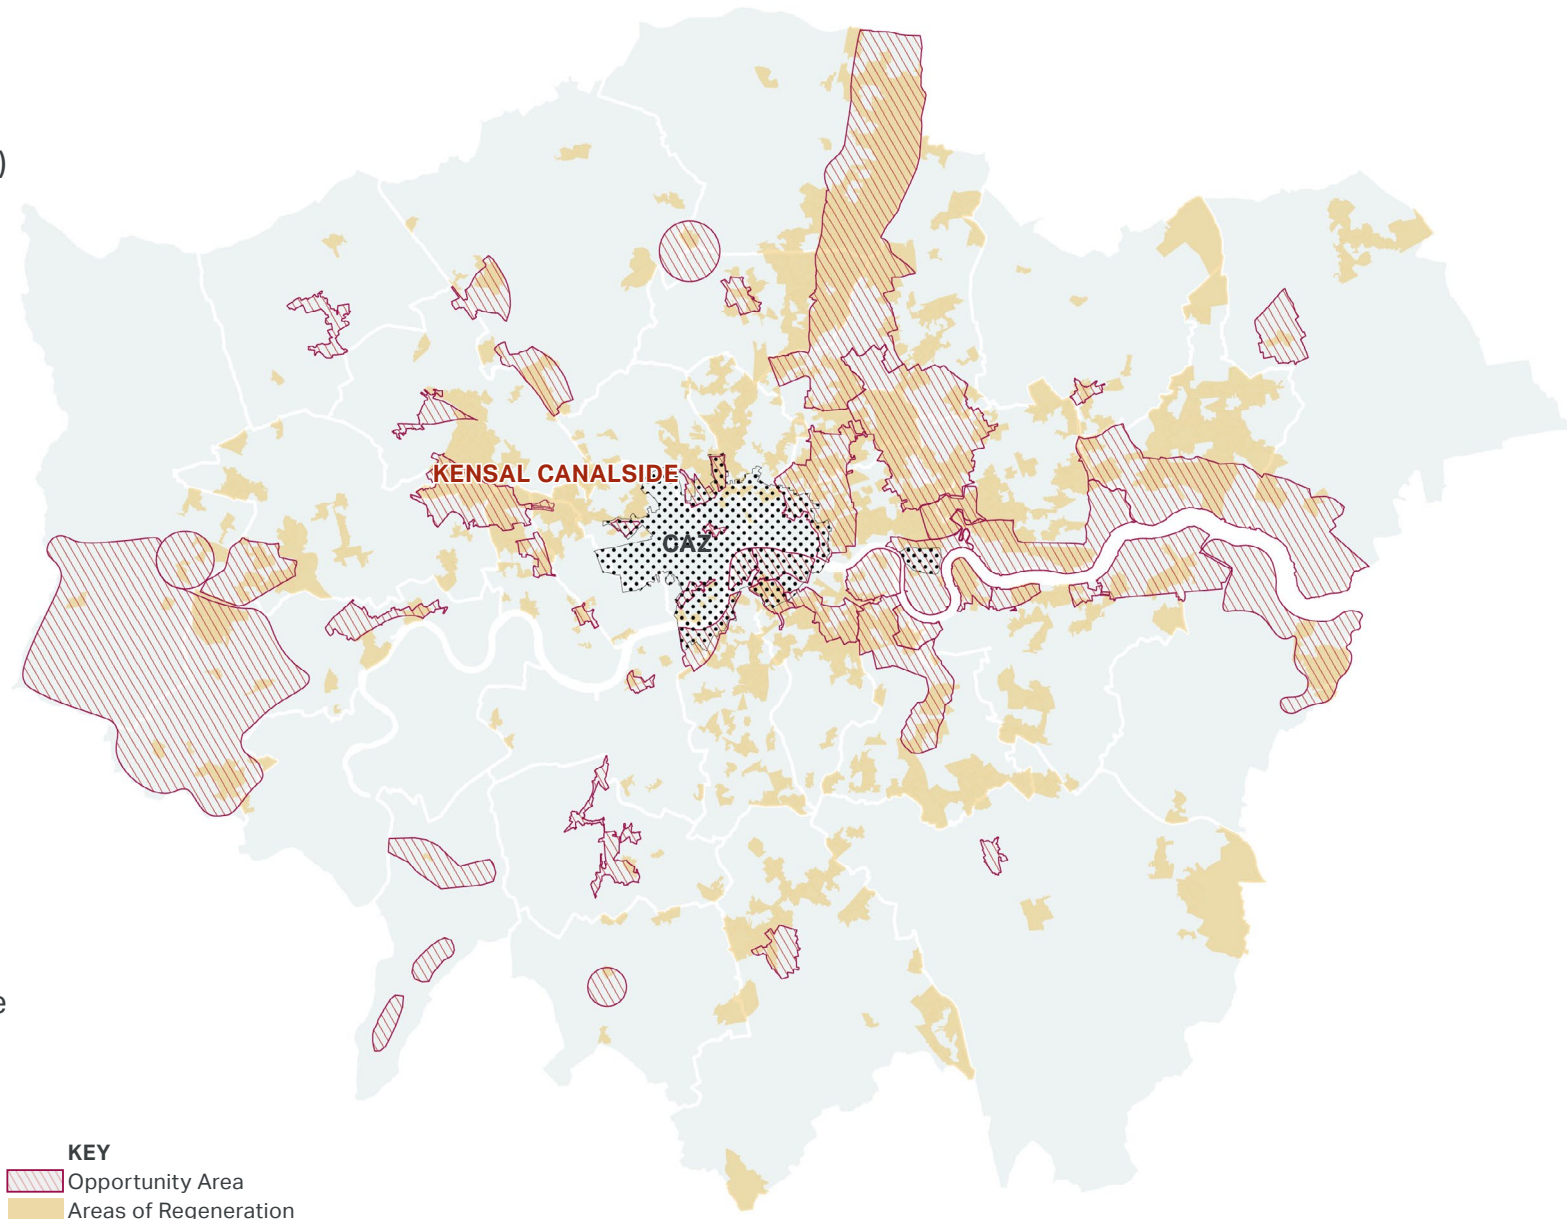 )
KENSAL CANALSIDE
CAZ
e
KEY
Opportunity Area
Areas of Regeneration